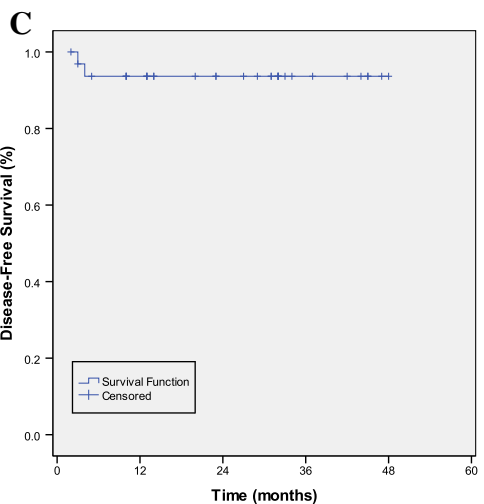 C
Disease-Free Survival (%)
1.0
0.8
0.6
0.4
0.2
0.0
Survival Function
Censored
0 12 24 36 48 60
Time (months)